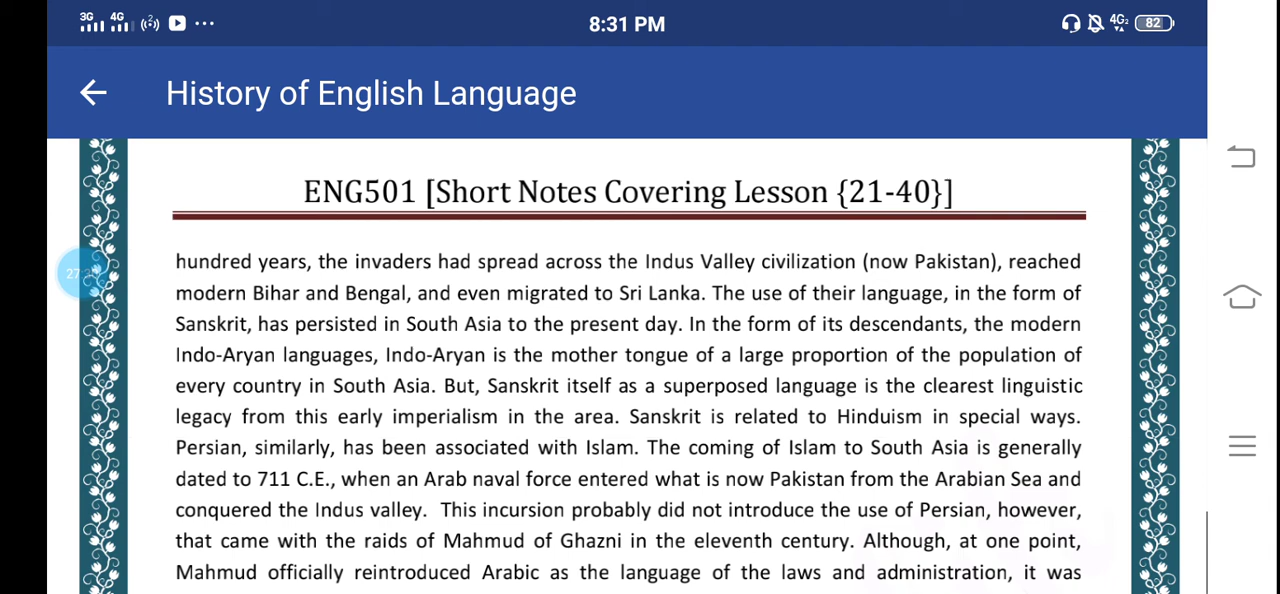 3G 4G 8:31 PM 4G2 82
History of English Language
ENG501 [Short Notes Covering Lesson {21-40}]
hundred years, the invaders had spread across the Indus Valley civilization (now Pakistan), reached
modern Bihar and Bengal, and even migrated to Sri Lanka. The use of their language, in the form of
Sanskrit, has persisted in South Asia to the present day. In the form of its descendants, the modern
Indo-Aryan languages, Indo-Aryan is the mother tongue of a large proportion of the population of
every country in South Asia. But, Sanskrit itself as a superposed language is the clearest linguistic
legacy from this early imperialism in the area. Sanskrit is related to Hinduism in special ways.
Persian, similarly, has been associated with Islam. The coming of Islam to South Asia is generally
dated to 711 C.E., when an Arab naval force entered what is now Pakistan from the Arabian Sea and
conquered the Indus valley. This incursion probably did not introduce the use of Persian, however,
that came with the raids of Mahmud of Ghazni in the eleventh century. Although, at one point,
Mahmud officially reintroduced Arabic as the language of the laws and administration, it was